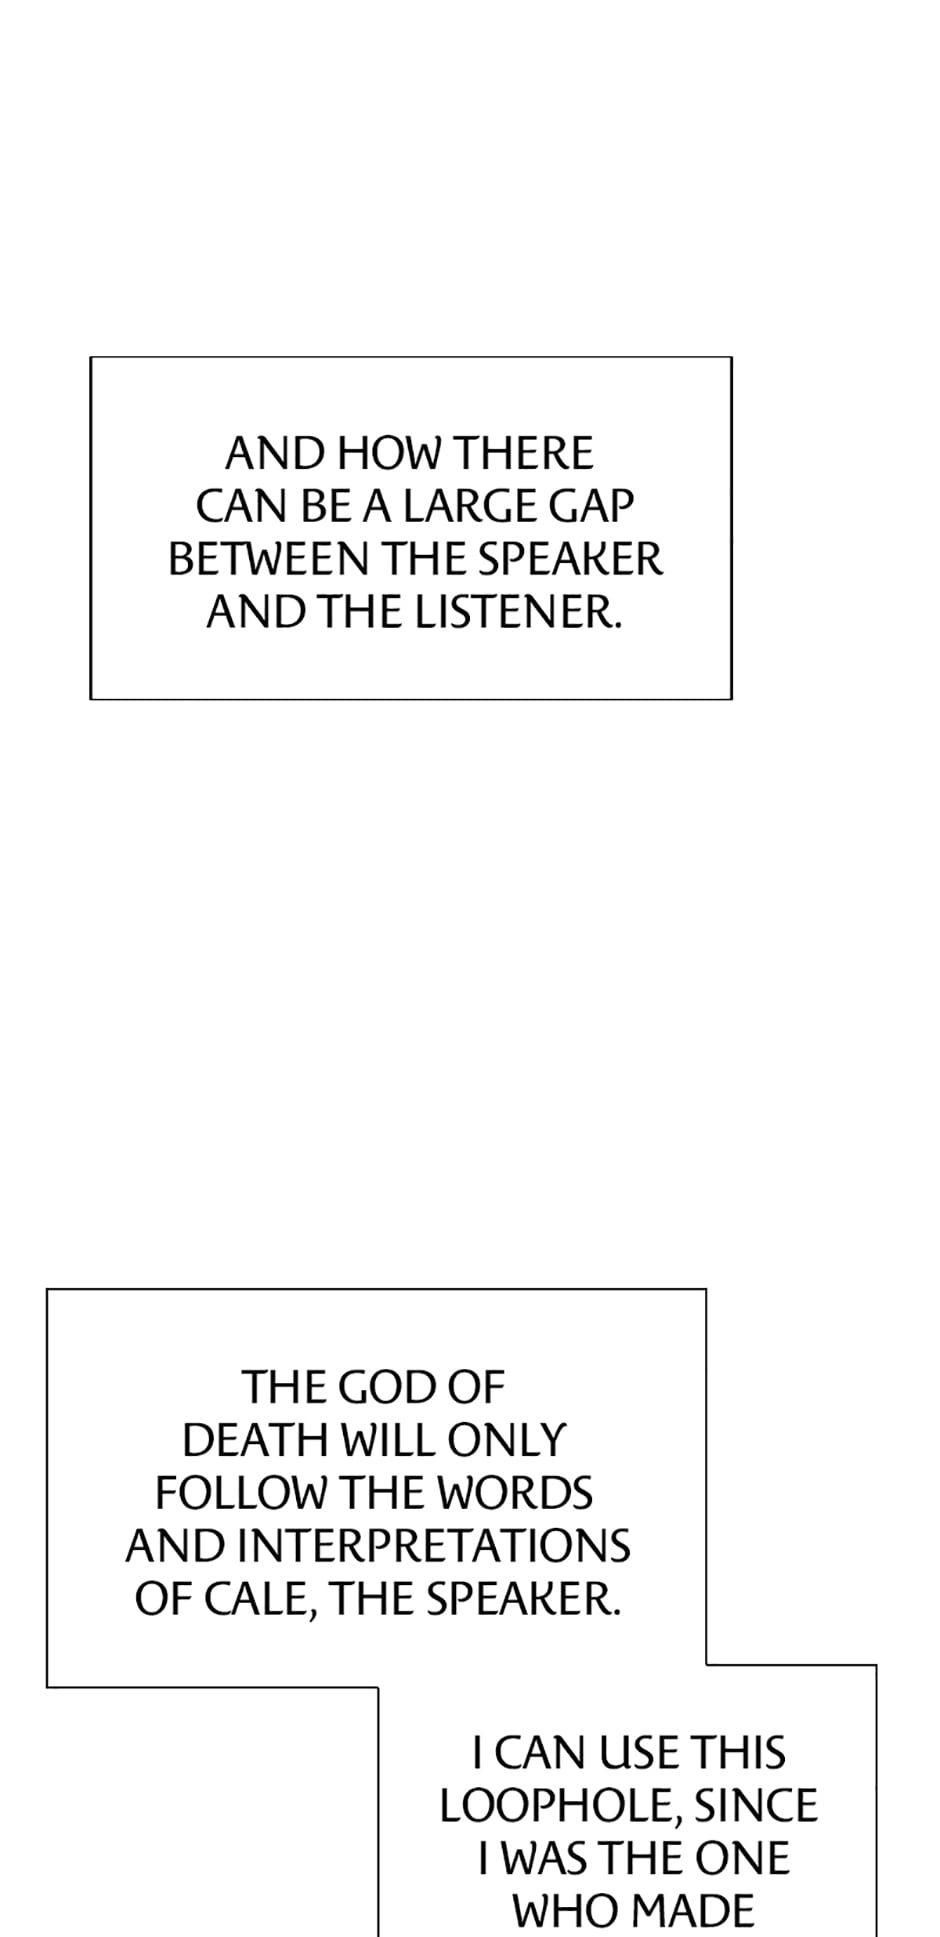 AND HOW THERE
CAN BE A LARGE GAP
BETWEEN THE SPEAKER
AND THE LISTENER.
THE GOD OF
DEATH WILL ONLY
FOLLOW THE WORDS
AND INTERPRETATIONS
OF CALE, THE SPEAKER.
I CAN USE THIS
LOOPHOLE, SINCE
I WAS THE ONE
WHO MADE